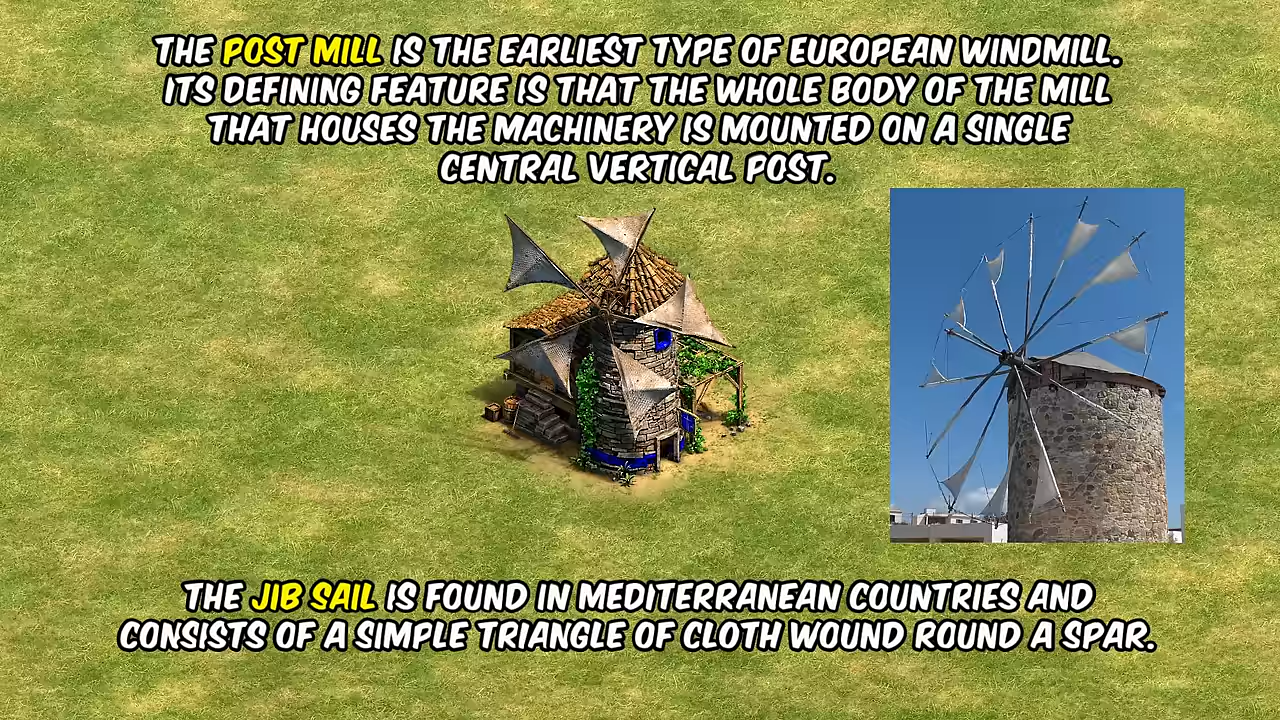 THE POST MILL IS THE EARLIEST TYPE OF EUROPEAN WINDMILL.
ITS DEFINING FEATURE IS THAT THE WHOLE BODY OF THE MILL
THAT HOUSES THE MACHINERY IS MOUNTED ON A SINGLE
CENTRAL VERTICAL POST.
THE JIB SAIL IS FOUND IN MEDITERRANEAN COUNTRIES AND
CONSISTS OF A SIMPLE TRIANGLE OF CLOTH WOUND ROUND A SPAR.